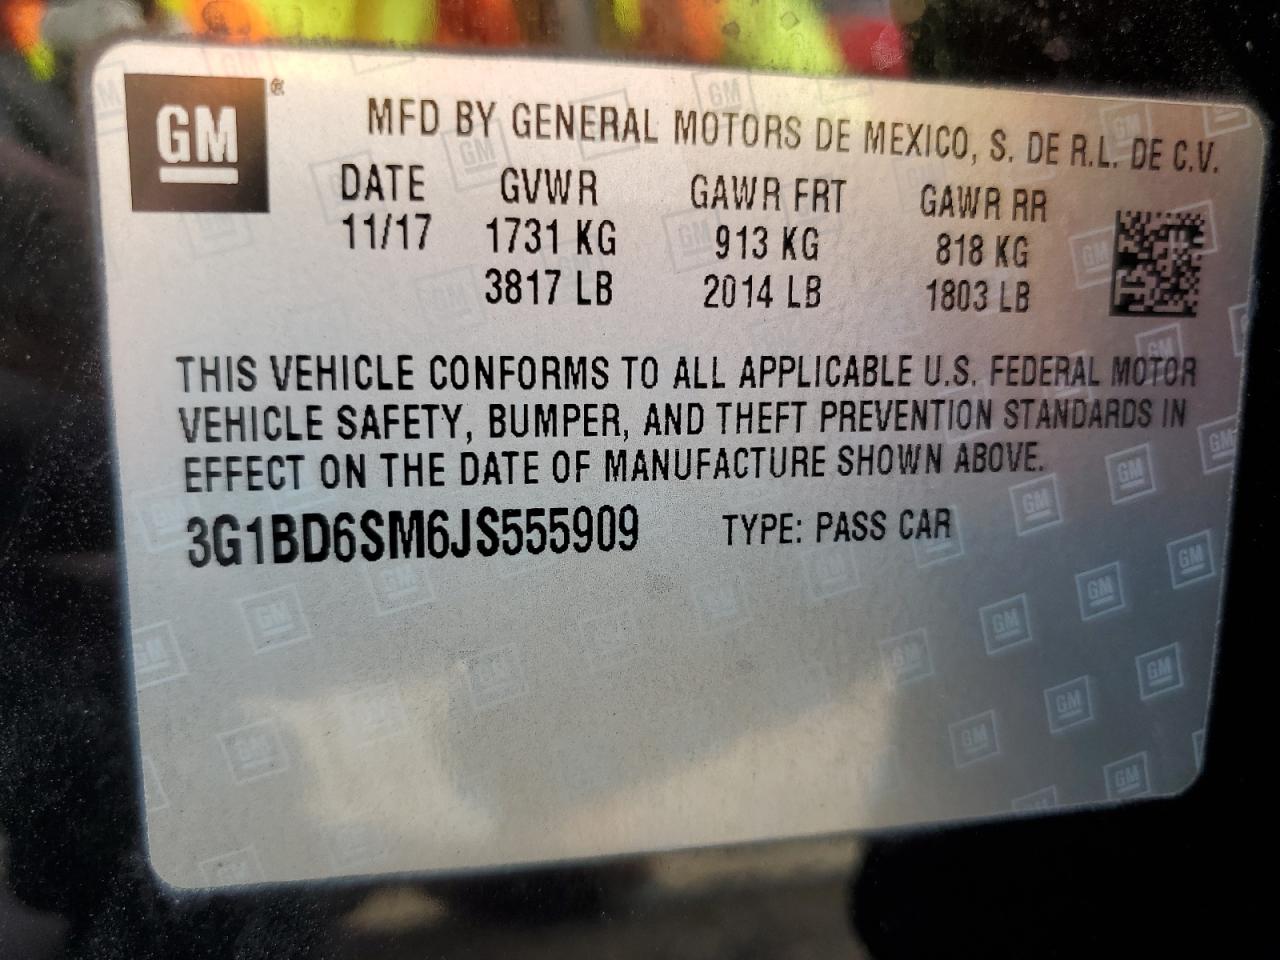 GM ®
MFD BY GENERAL MOTORS DE MEXICO, S. DE R.L. DE C.V.
DATE GVWR GAWR FRT GAWR RR
11/17 1731 KG 913 KG 818 KG
3817 LB 2014 LB 1803 LB
THIS VEHICLE CONFORMS TO ALL APPLICABLE U.S. FEDERAL MOTOR
VEHICLE SAFETY, BUMPER, AND THEFT PREVENTION STANDARDS IN
EFFECT ON THE DATE OF MANUFACTURE SHOWN ABOVE.
3G1BD6SM6JS555909 TYPE: PASS CAR